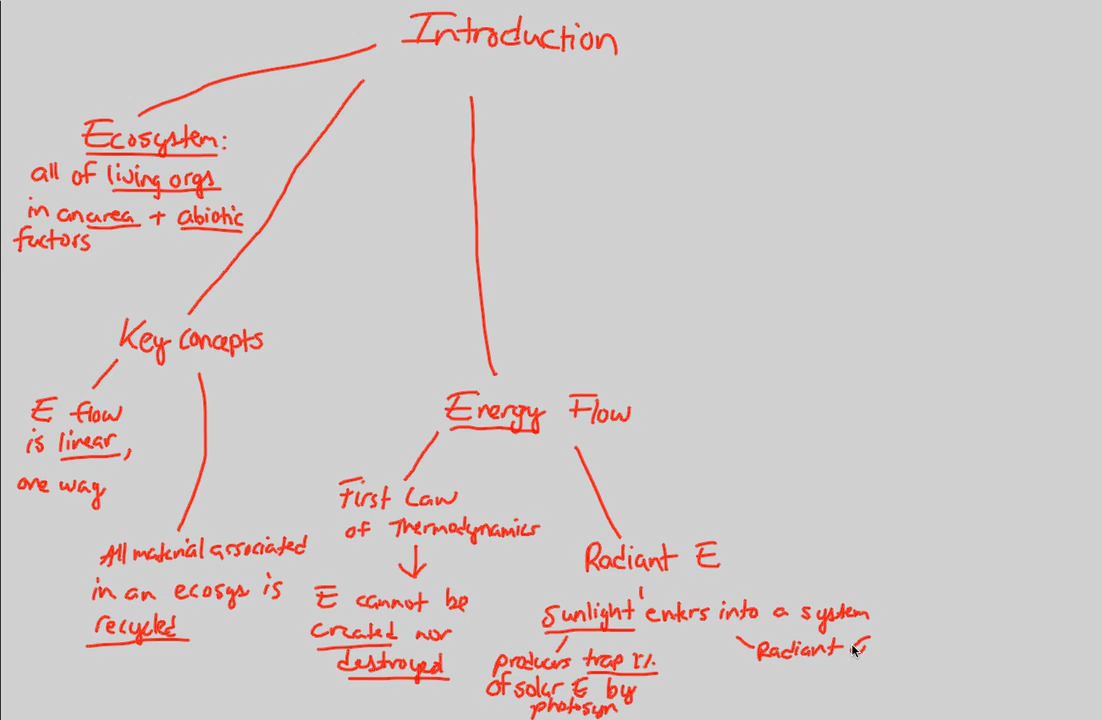 Introduction
Ecosystem:
all of living orgs
in an area + abiotic
factors
Key Concepts
E flow
is linear,
one way
All material associated
in an ecosys is
recycled
Energy Flow
First Law
of Thermodynamics
E cannot be
created nor
destroyed
Radiant E
Sunlight enters into a system
Radiant
producers trap 1%
of solar E by
photosyn